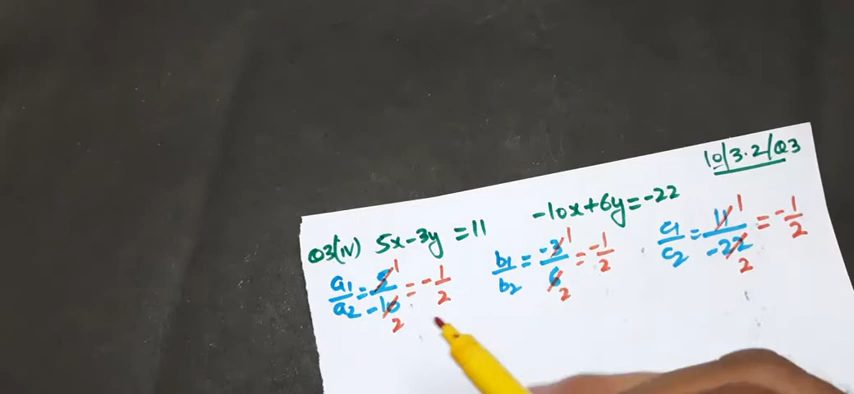 10/3.2/Q3
Q3(iv) 5x-3y=11 -10x+6y=-22
a1/a2 = 5/-10 1 2 = -1/2 b1/b2 = -3/6 1 2 = -1/2 c1/c2 = 11/-22 1 2 = -1/2